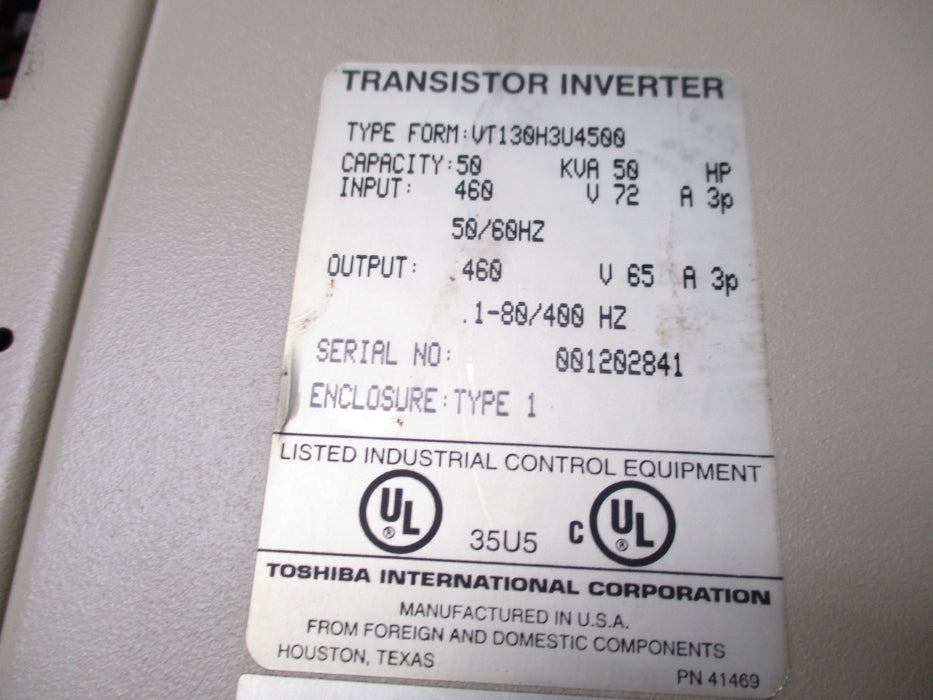 TRANSISTOR INVERTER
TYPE FORM:VT130H3U4500
CAPACITY:50 KVA 50 HP
INPUT: 460 V 72 A 3p
50/60HZ
OUTPUT: 460 V 65 A 3p
.1-80/400 HZ
SERIAL NO: 001202841
ENCLOSURE:TYPE 1
LISTED INDUSTRIAL CONTROL EQUIPMENT
UL ® 35U5 C UL ®
TOSHIBA INTERNATIONAL CORPORATION
MANUFACTURED IN U.S.A.
FROM FOREIGN AND DOMESTIC COMPONENTS
HOUSTON, TEXAS
PN 41469